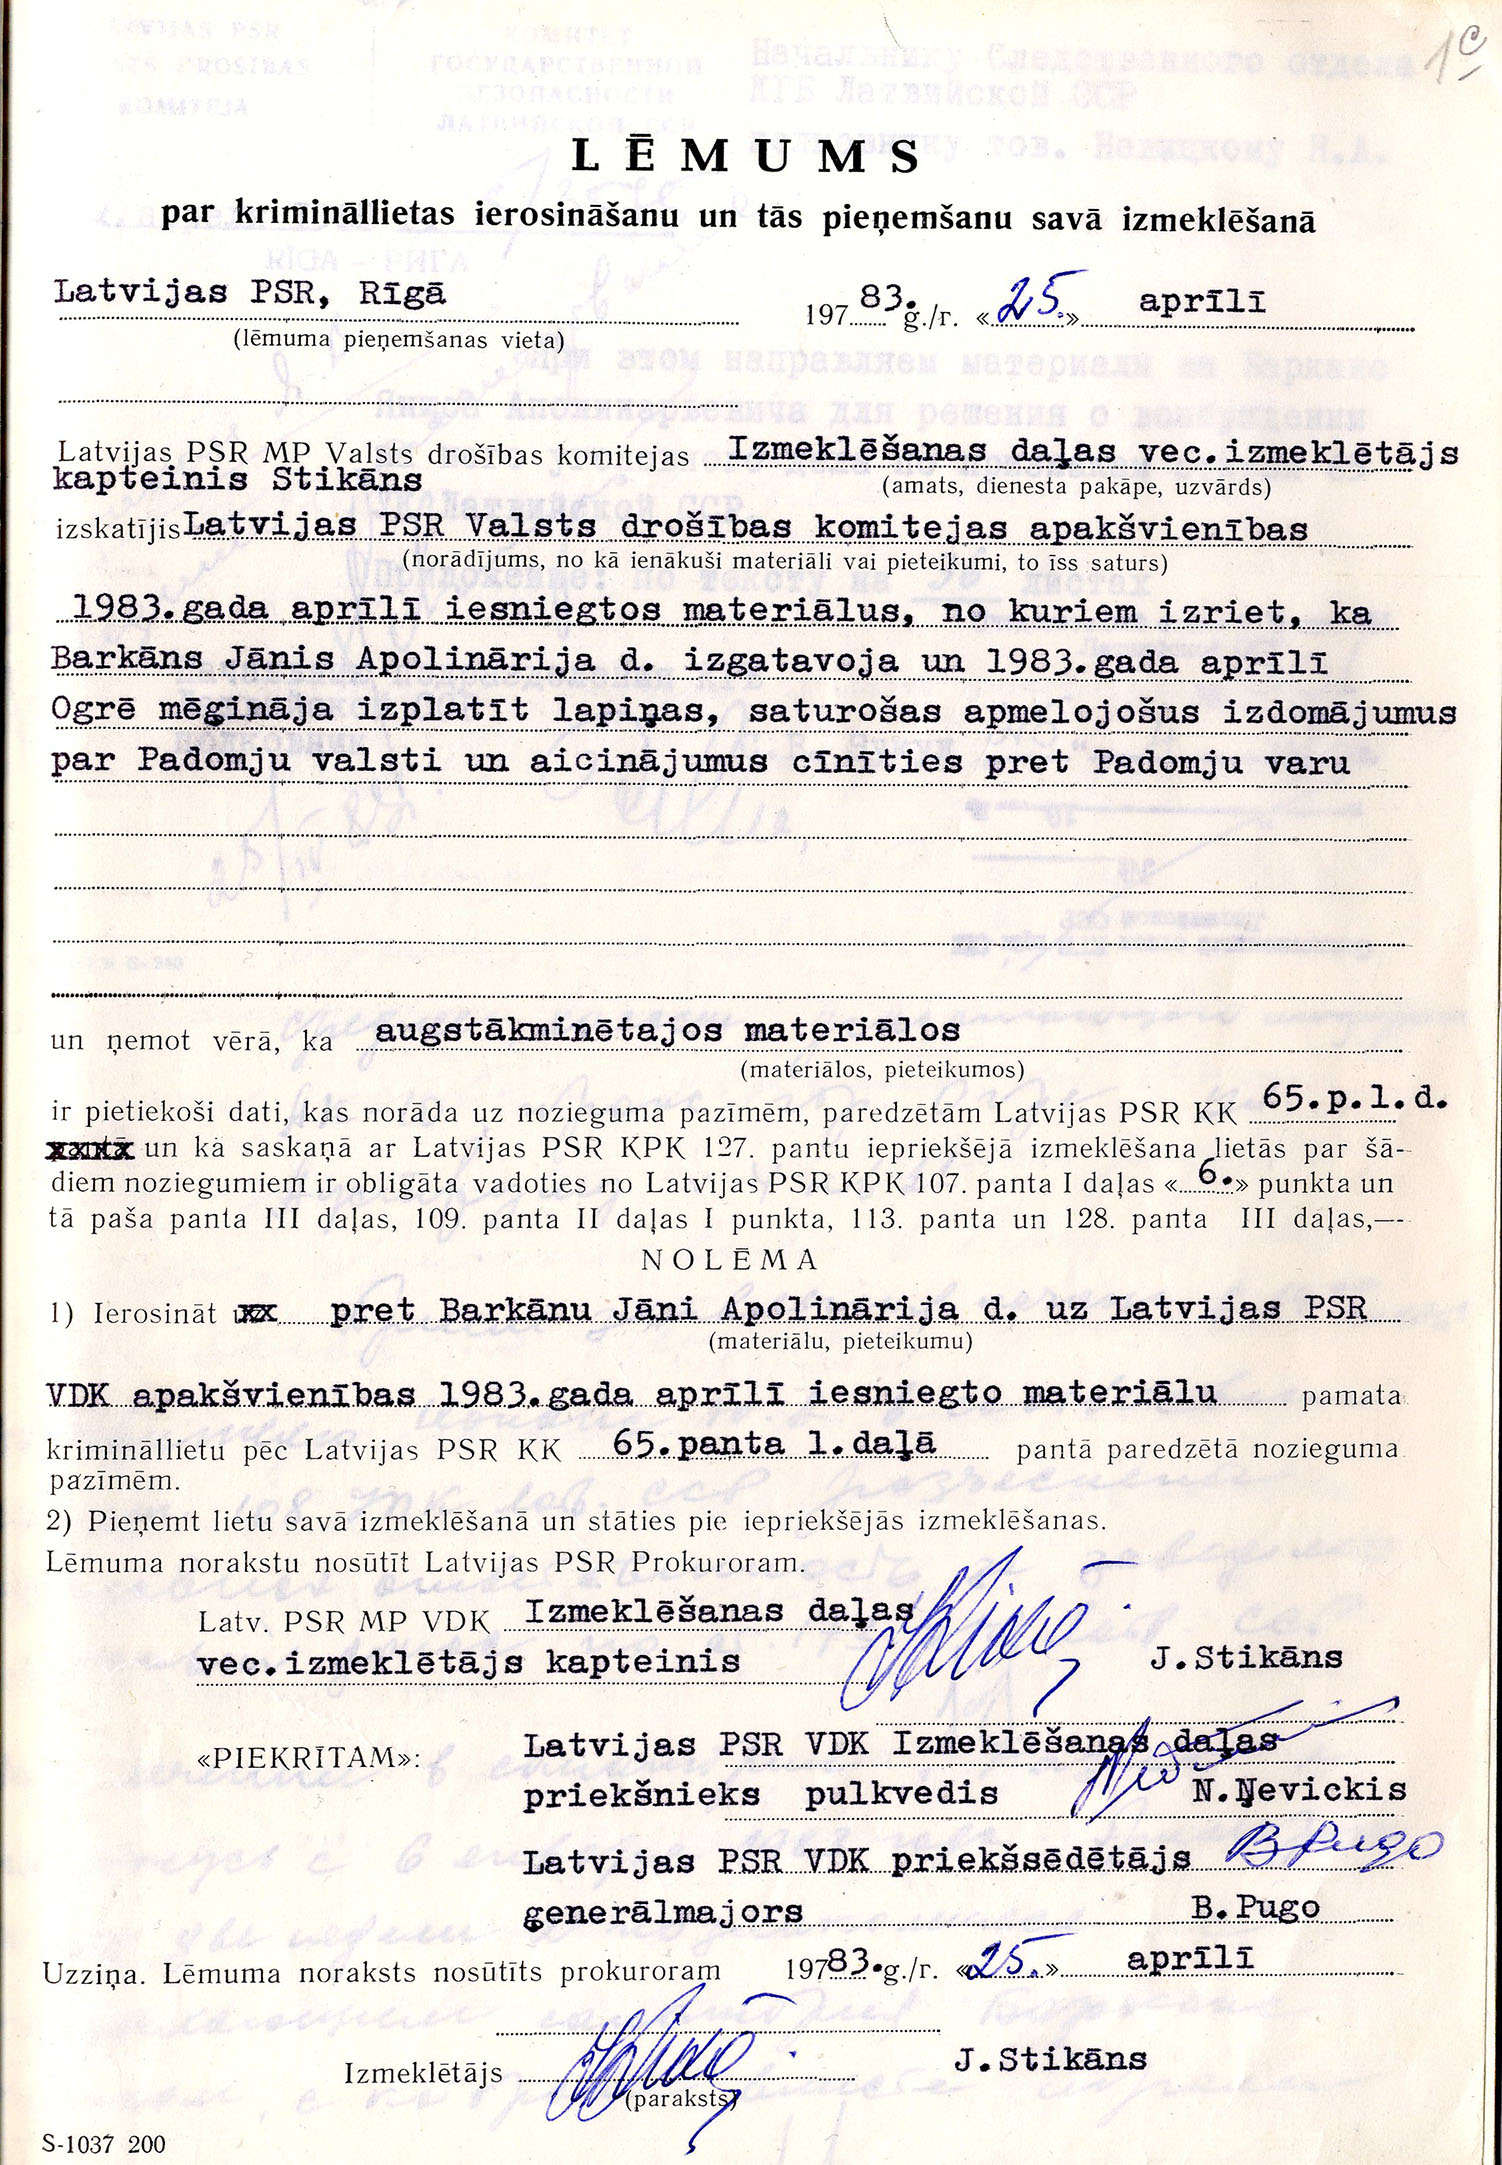 1c
LĒMUMS
par krimināllietas ierosināšanu un tās pieņemšanu savā izmeklēšanā
Latvijas PSR, Rīgā 197 83. g./г. «25.» aprīlī
(lēmuma pieņemšanas vieta)
Latvijas PSR MP Valsts drošības komitejas Izmeklēšanas daļas vec.izmeklētājs
kapteinis Stikāns (amats, dienesta pakāpe, uzvārds)
izskatījis Latvijas PSR Valsts drošības komitejas apakšvienības
(norādījums, no kā ienākuši materiāli vai pieteikumi, to īss saturs)
1983.gada aprīlī iesniegtos materiālus, no kuriem izriet, ka
Barkāns Jānis Apolinārija d. izgatavoja un 1983.gada aprīlī
Ogrē mēģināja izplatīt lapiņas, saturošas apmelojošus izdomājumus
par Padomju valsti un aicinājumus cīnīties pret Padomju varu
un ņemot vērā, ka augstākminētajos materiālos
(materiālos, pieteikumos)
ir pietiekoši dati, kas norāda uz nozieguma pazīmēm, paredzētām Latvijas PSR KK 65.p.1.d.
un ka saskaņā ar Latvijas PSR KPK 127. pantu iepriekšējā izmeklēšana lietās par šā-
diem noziegumiem ir obligāta vadoties no Latvijas PSR KPK 107. panta I daļas «6.» punkta un
tā paša panta III daļas, 109. panta II daļas I punkta, 113. panta un 128. panta III daļas,—
NOLĒMA
1) Ierosināt pret Barkānu Jāni Apolinārija d. uz Latvijas PSR
(materiālu, pieteikumu)
VDK apakšvienības 1983.gada aprīlī iesniegto materiālu pamata
krimināllietu pēc Latvijas PSR KK 65.panta 1.daļā pantā paredzētā nozieguma
pazīmēm.
2) Pieņemt lietu savā izmeklēšanā un stāties pie iepriekšējās izmeklēšanas.
Lēmuma norakstu nosūtīt Latvijas PSR Prokuroram.
Latv. PSR MP VDK Izmeklēšanas daļas
vec.izmeklētājs kapteinis J.Stikāns
«PIEKRĪTAM»: Latvijas PSR VDK Izmeklēšanas daļas
priekšnieks pulkvedis N.Ņevickis
Latvijas PSR VDK priekšsēdētājs BPugo
ģenerālmajors B.Pugo
Uzziņa. Lēmuma noraksts nosūtīts prokuroram 19783.g./г. «25.» aprīlī
Izmeklētājs J.Stikāns
(paraksts)
S-1037 200